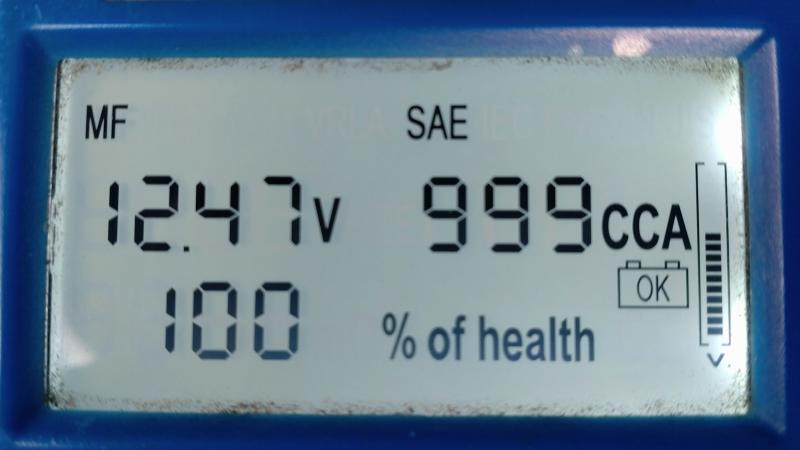 MF SAE
12.47V 999CCA
OK
100 % of health